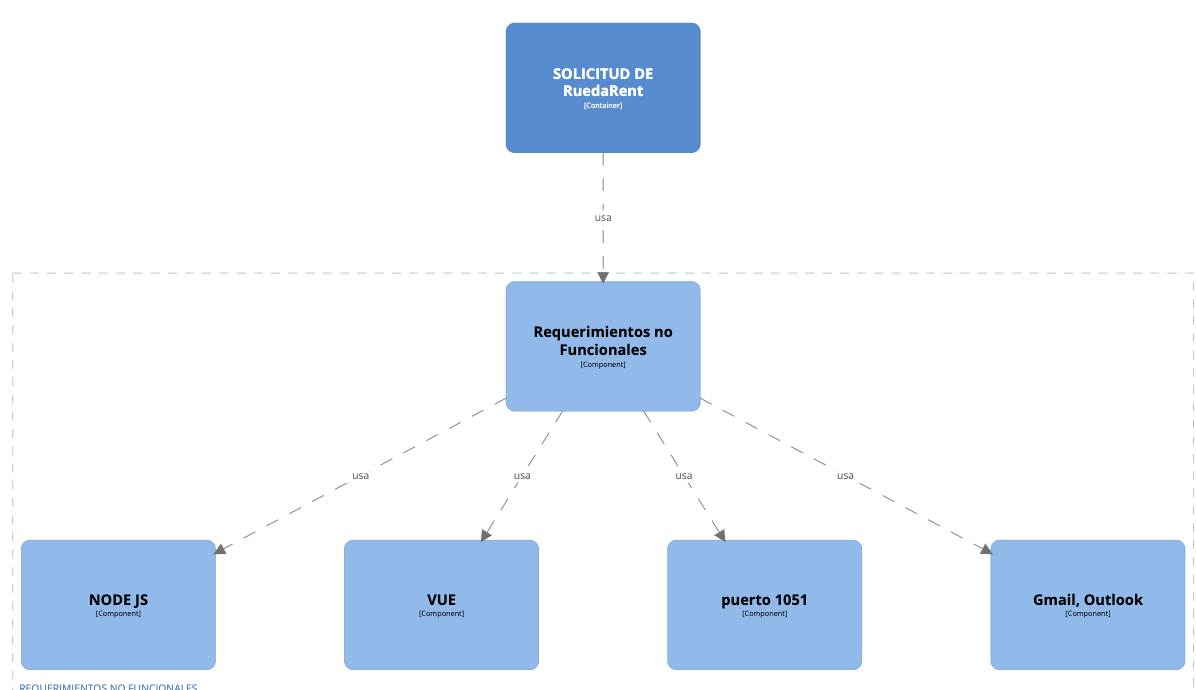 SOLICITUD DE
RuedaRent
[Container]
usa
Requerimientos no
Funcionales
[Component]
usa
usa
usa
usa
NODE JS
[Component]
VUE
[Component]
puerto 1051
[Component]
Gmail, Outlook
[Component]
REQUERIMIENTOS NO FUNCIONALES